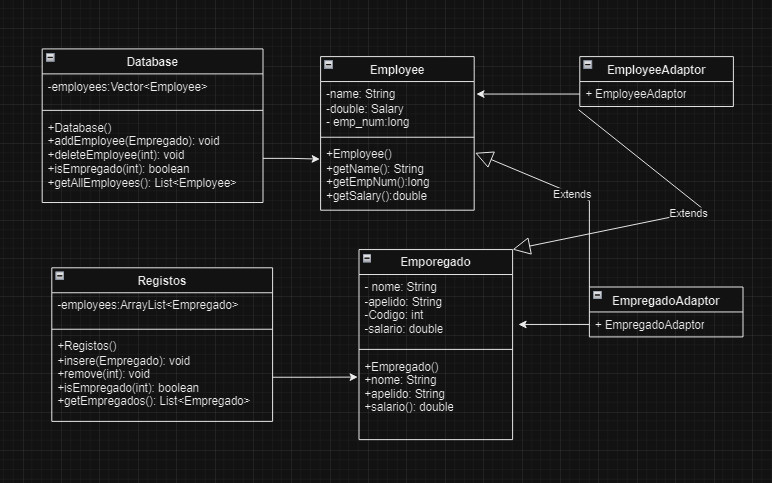 Database
-employees:Vector<Employee>
+Database()
+addEmployee(Empregado): void
+deleteEmployee(int): void
+isEmpregado(int): boolean
+getAllEmployees(): List<Employee>
Employee
-name: String
-double: Salary
- emp_num:long
+Employee()
+getName(): String
+getEmpNum():long
+getSalary():double
EmployeeAdaptor
+ EmployeeAdaptor
Extends
Extends
Registos
-employees:ArrayList<Empregado>
+Registos()
+insere(Empregado): void
+remove(int): void
+isEmpregado(int): boolean
+getEmpregados(): List<Empregado>
Emporegado
- nome: String
-apelido: String
-Codigo: int
-salario: double
+Empregado()
+nome: String
+apelido: String
+salario(): double
EmpregadoAdaptor
+ EmpregadoAdaptor